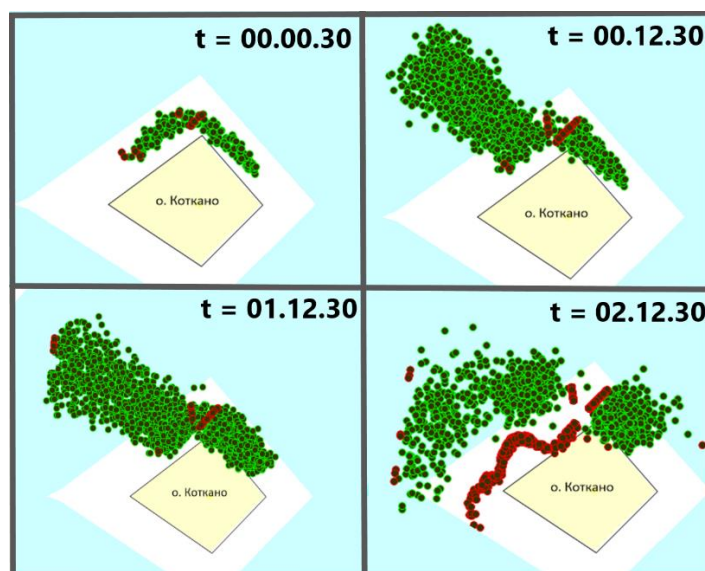 t = 00.00.30
о. Коткано
t = 00.12.30
о. Коткано
t = 01.12.30
о. Коткано
t = 02.12.30
о. Коткано